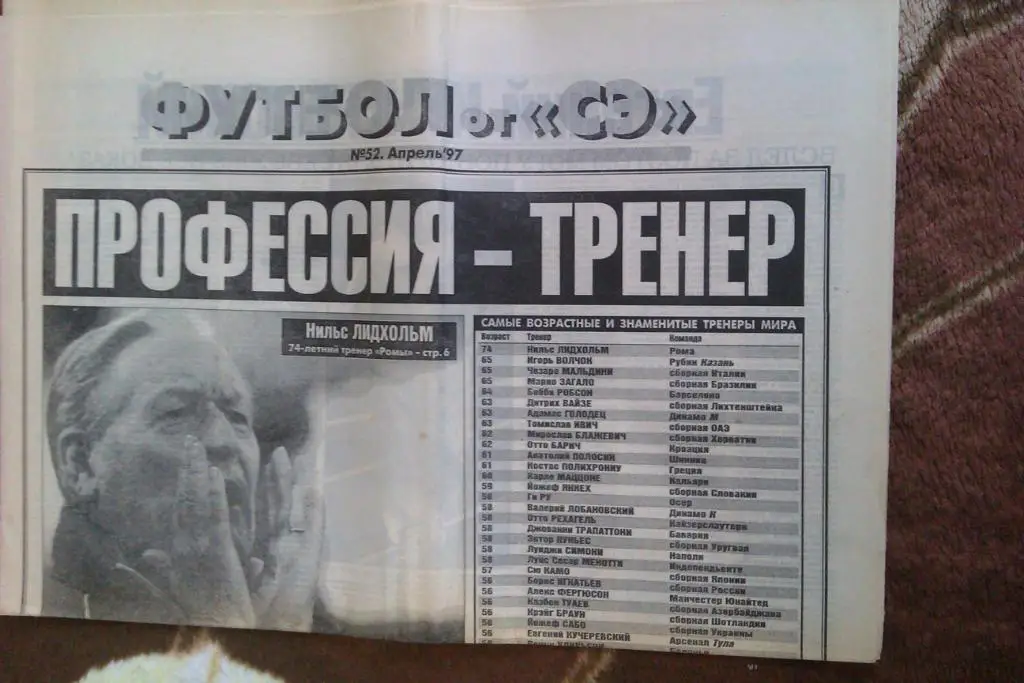 ФУТБОЛ от «СЭ»
№52. Апрель'97
ПРОФЕССИЯ – ТРЕНЕР
Нильс ЛИДХОЛЬМ
74-летний тренер «Ромы» - стр. 6
САМЫЕ ВОЗРАСТНЫЕ И ЗНАМЕНИТЫЕ ТРЕНЕРЫ МИРА
Возраст Тренер Команда
74 Нильс ЛИДХОЛЬМ Рома
65 Игорь ВОЛЧОК Рубин Казань
65 Чезаре МАЛЬДИНИ сборная Италии
65 Марио ЗАГАЛО сборная Бразилии
64 Бобби РОБСОН Барселона
63 Дитрих ВАЙЗЕ сборная Лихтенштейна
63 Адамас ГОЛОДЕЦ Динамо М
63 Томислав ИВИЧ сборная ОАЭ
62 Мирослав БЛАЖЕВИЧ сборная Хорватии
62 Отто БАРИЧ Кроация
61 Анатолий ПОЛОСИН Шинник
61 Костас ПОЛИХРОНИУ Греция
60 Карло МАЦЦОНЕ Кальяри
59 Йожеф ЯНКЕХ сборная Словакии
58 Ги РУ Осер
58 Валерий ЛОБАНОВСКИЙ Динамо К
58 Отто РЕХАГЕЛЬ Кайзерслаутерн
58 Джованни ТРАПАТТОНИ Бавария
58 Эктор НУНЬЕС сборная Уругвая
58 Луиджи СИМОНИ Наполи
58 Луис Сесар МЕНОТТИ Индепендьенте
57 Сю КАМО сборная Японии
56 Борис ИГНАТЬЕВ сборная России
56 Алекс ФЕРГЮСОН Манчестер Юнайтед
56 Казбек ТУАЕВ сборная Азербайджана
56 Крэйг БРАУН сборная Шотландии
56 Йожеф САБО сборная Украины
56 Евгений КУЧЕРЕВСКИЙ Арсенал Тула